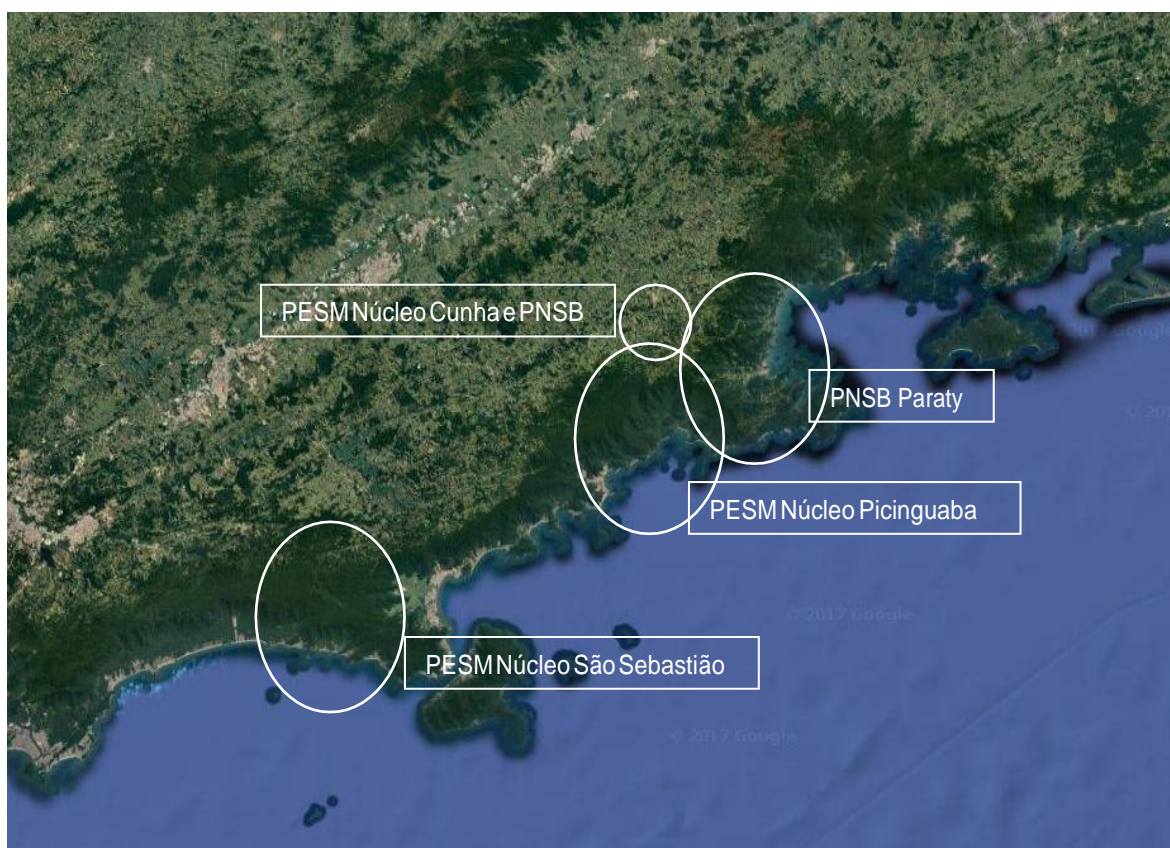 PESM Núcleo Cunha e PNSB
PNSB Paraty
PESM Núcleo Picinguaba
© 2017 Google
PESM Núcleo São Sebastião
© 2017 Google